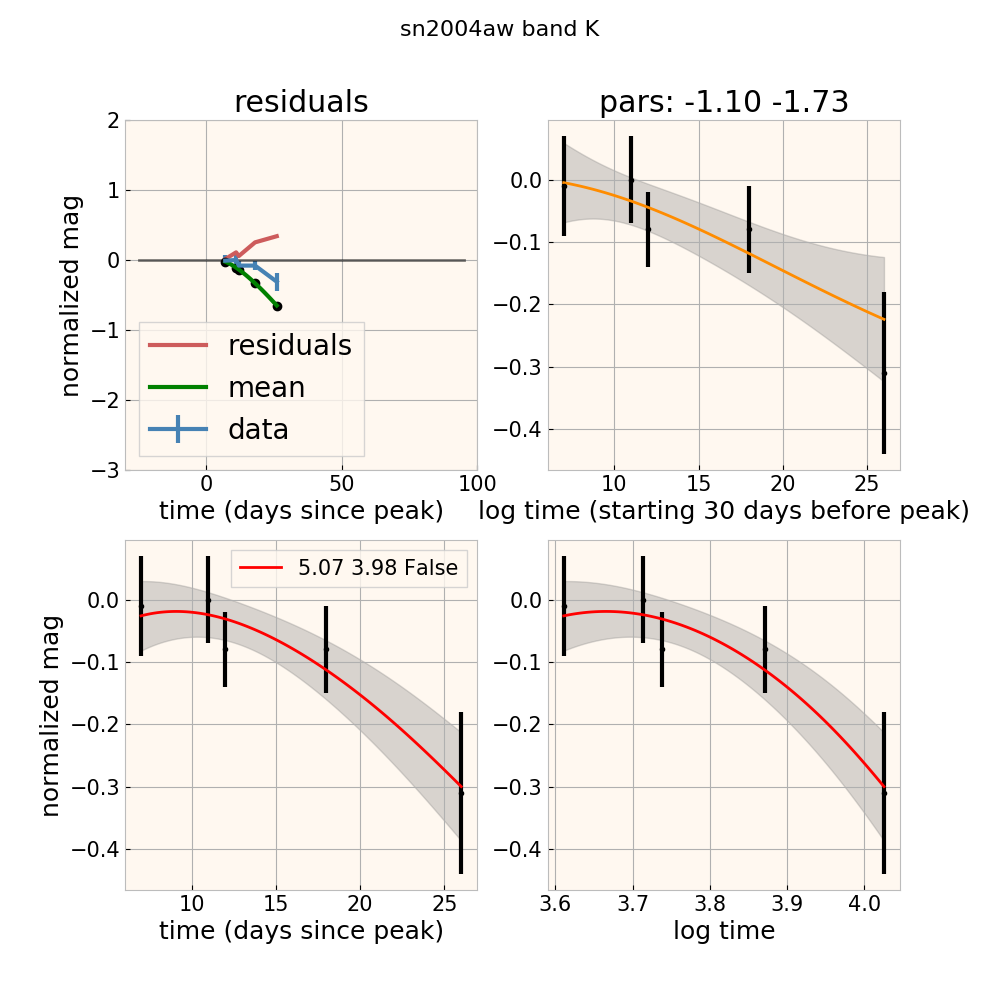 sn2004aw band K
residuals
pars: -1.10 -1.73
normalized mag
2
1
0
−1
−2
−3
residuals
mean
data
0
50
100
time (days since peak)
0.0
−0.1
−0.2
−0.3
−0.4
10
15
20
25
log time (starting 30 days before peak)
normalized mag
0.0
−0.1
−0.2
−0.3
−0.4
5.07 3.98 False
10
15
20
25
time (days since peak)
0.0
−0.1
−0.2
−0.3
−0.4
3.6
3.7
3.8
3.9
4.0
log time